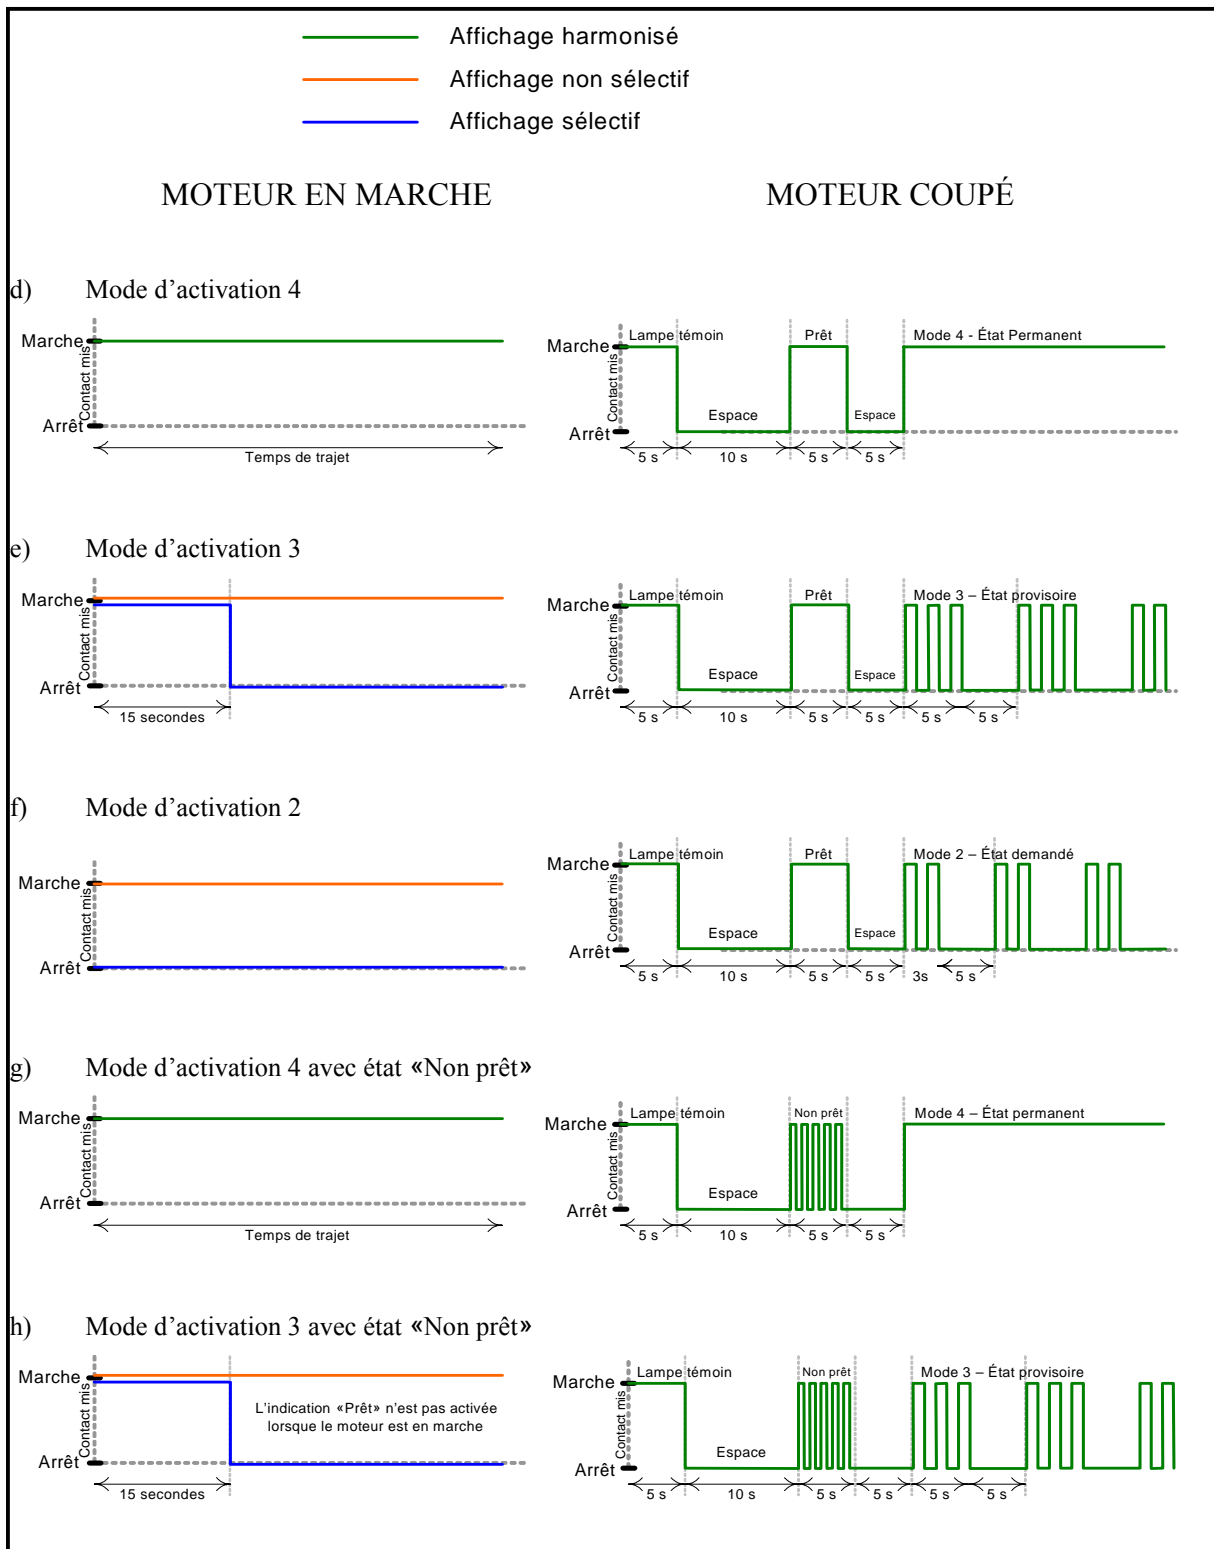 Affichage harmonisé
Affichage non sélectif
Affichage sélectif
MOTEUR EN MARCHE
MOTEUR COUPÉ
d) Mode d'activation 4
Marche
Contact mis
Arrêt
Temps de trajet
Lampe témoin
Prêt
Mode 4 - État Permanent
Marche
Contact mis
Espace
Espace
Arrêt
5 s
10 s
5 s
5 s
e) Mode d'activation 3
Marche
Contact mis
Arrêt
15 secondes
Lampe témoin
Prêt
Mode 3 – État provisoire
Marche
Contact mis
Espace
Espace
Arrêt
5 s
10 s
5 s
5 s
5 s
5 s
f) Mode d'activation 2
Marche
Contact mis
Arrêt
Lampe témoin
Prêt
Mode 2 – État demandé
Marche
Contact mis
Espace
Espace
Arrêt
5 s
10 s
5 s
5 s
3s
5 s
g) Mode d'activation 4 avec état «Non prêt»
Marche
Contact mis
Arrêt
Temps de trajet
Lampe témoin
Non prêt
Mode 4 – État permanent
Marche
Contact mis
Espace
Arrêt
5 s
10 s
5 s
5 s
h) Mode d'activation 3 avec état «Non prêt»
Marche
Contact mis
L'indication «Prêt» n'est pas activée
lorsque le moteur est en marche
Arrêt
15 secondes
Lampe témoin
Non prêt
Mode 3 – État provisoire
Marche
Contact mis
Espace
Arrêt
5 s
10 s
5 s
5 s
5 s
5 s